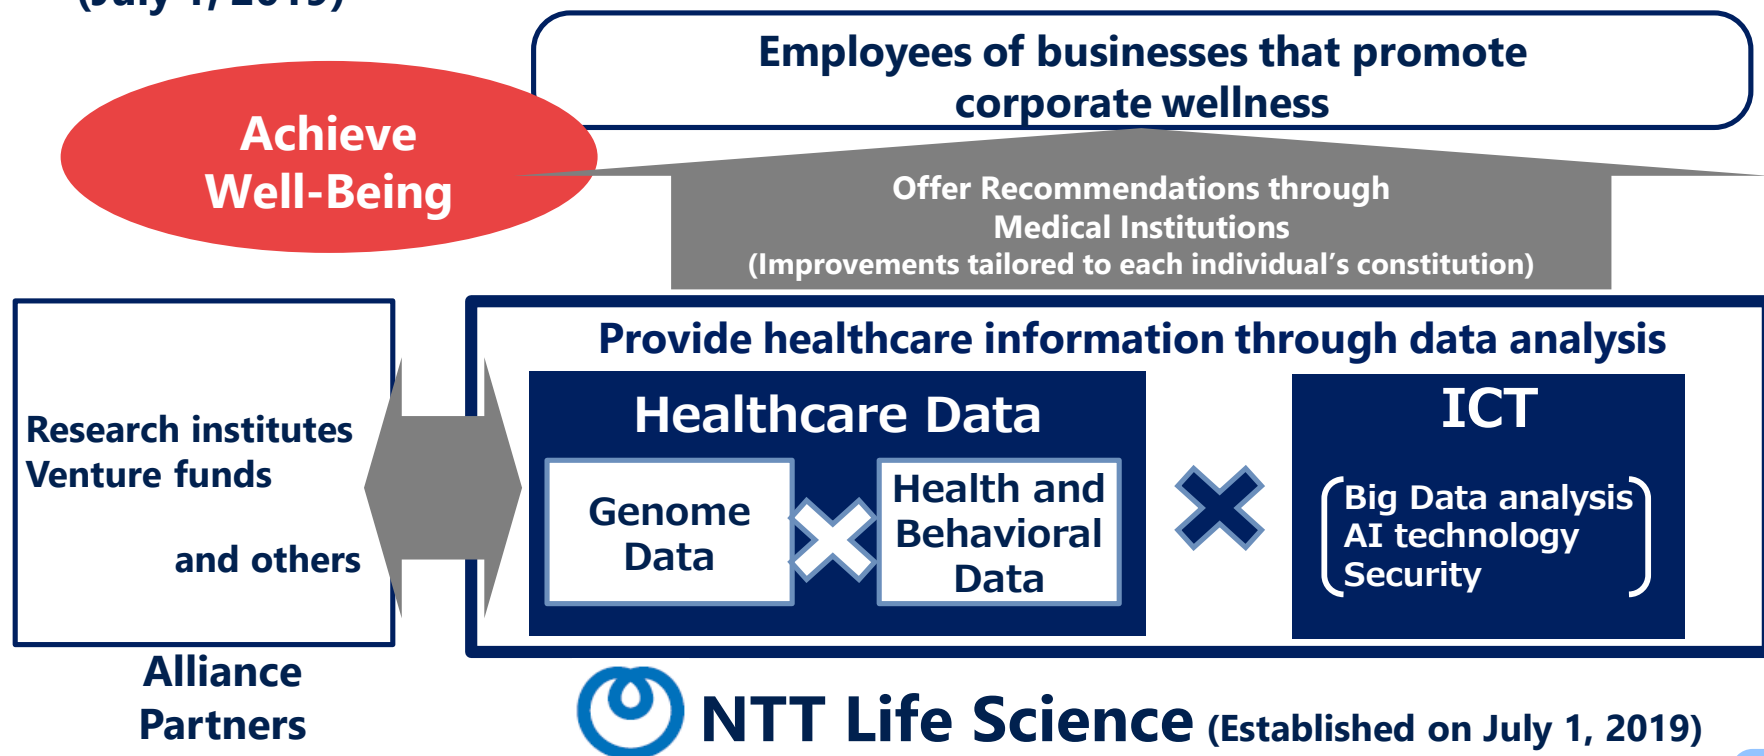 (July 1, 2019)
Employees of businesses that promote
corporate wellness
Achieve
Well-Being
Offer Recommendations through
Medical Institutions
(Improvements tailored to each individual’s constitution)
Provide healthcare information through data analysis
Research institutes
Venture funds
and others
Healthcare Data
Genome
Data
Health and
Behavioral
Data
ICT
Big Data analysis
AI technology
Security
Alliance
Partners
NTT Life Science (Established on July 1, 2019)